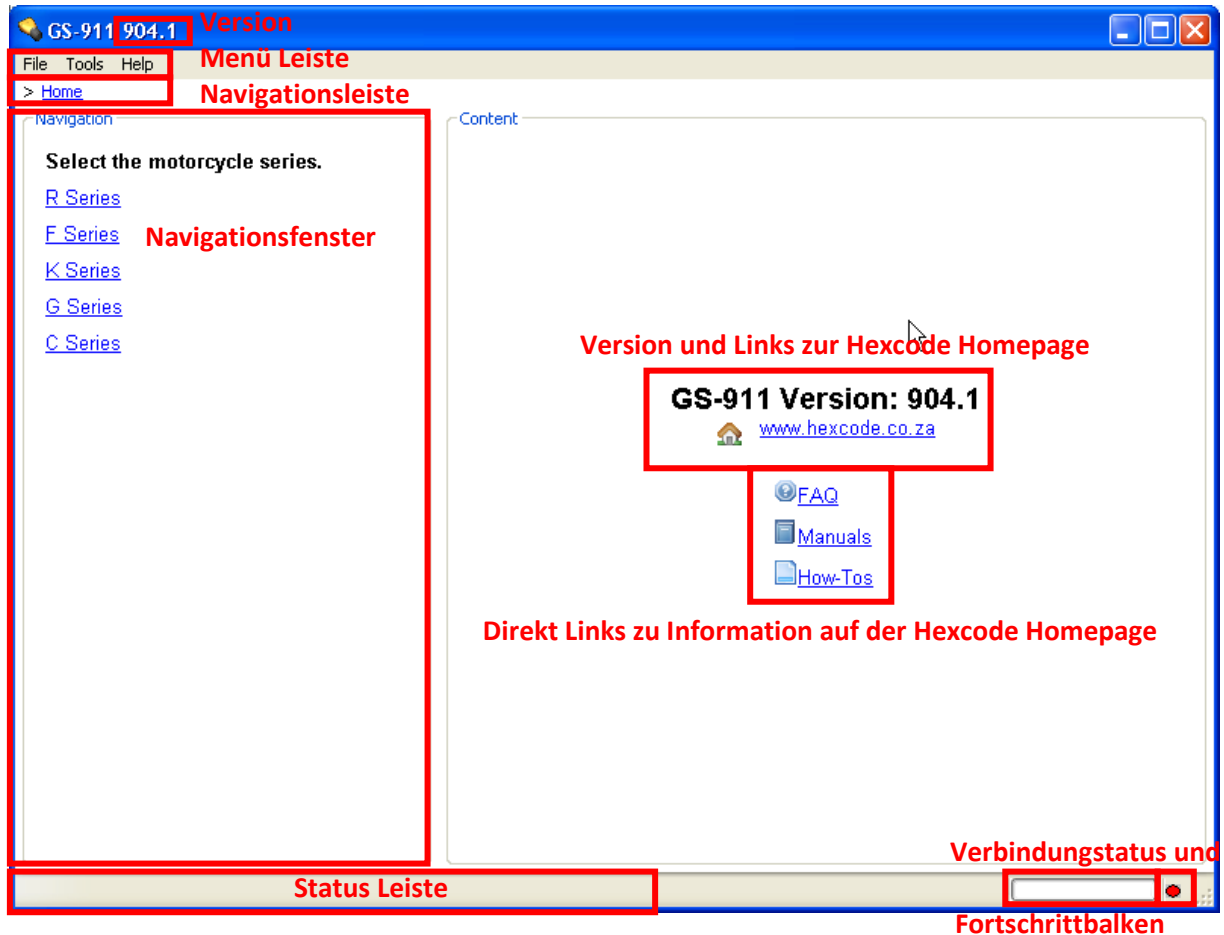 GS-911 904.1 Version
File Tools Help Menü Leiste
> Home Navigationsleiste
Navigation
Select the motorcycle series.
R Series
F Series
Navigationsfenster
K Series
G Series
C Series
Content
Version und Links zur Hexcode Homepage
GS-911 Version: 904.1
www.hexcode.co.za
FAQ
Manuals
How-Tos
Direkt Links zu Information auf der Hexcode Homepage
Verbindungstatus und
Status Leiste
Fortschrittbalken